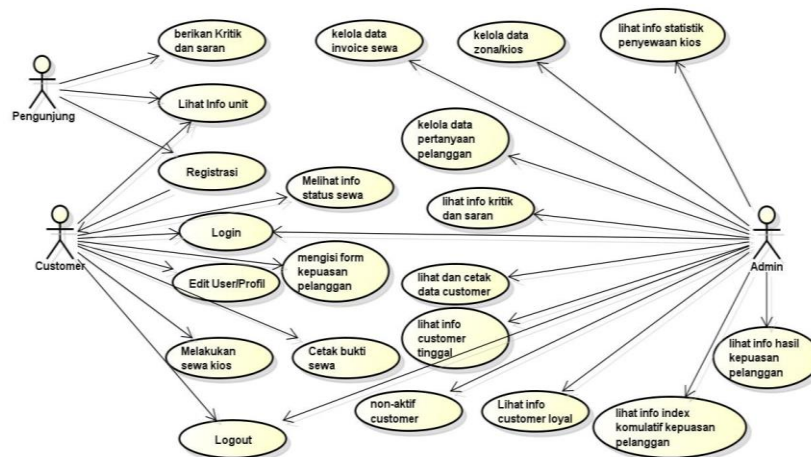 berikan Kritik
dan saran
kelola data
invoice sewa
kelola data
zona/kios
lihat info statistik
penyewaan kios
Pengunjung
Lihat Info unit
kelola data
pertanyaan
pelanggan
Registrasi
Melihat info
status sewa
lihat info kritik
dan saran
Login
Customer
Admin
mengisi form
kepuasan
pelanggan
Edit User/Profil
lihat dan cetak
data customer
lihat info
customer
tinggal
lihat info hasil
kepuasan
pelanggan
Melakukan
sewa kios
Cetak bukti
sewa
non-aktif
customer
Lihat info
customer loyal
lihat info index
komulatif kepuasan
pelanggan
Logout